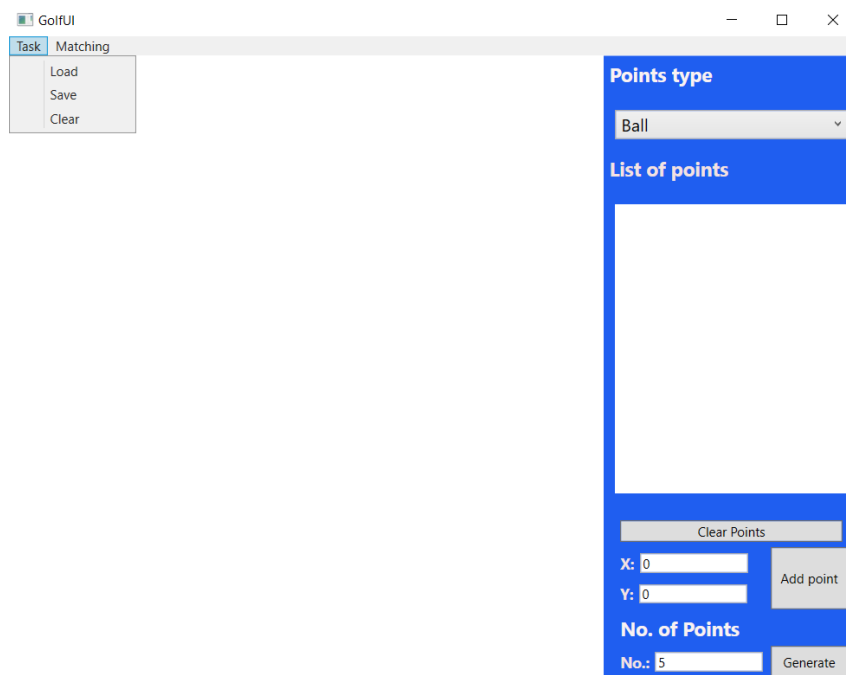 GolfUI
Task Matching
Load
Save
Clear
Points type
Ball
List of points
Clear Points
X: 0
Y: 0
Add point
No. of Points
No.: 5
Generate